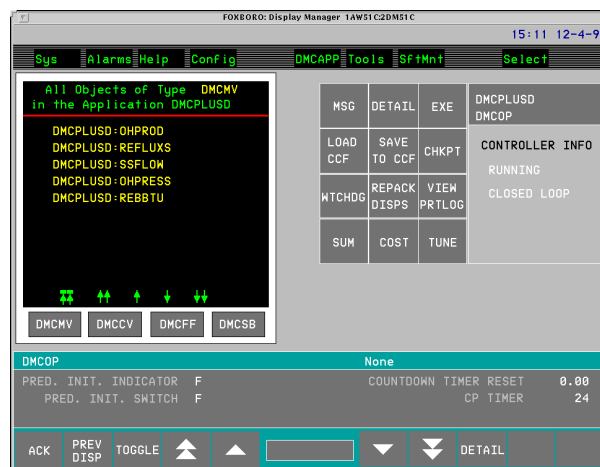 FOXBORO: Display Manager 1AW51C:2DM51C
15:11 12-4-9
Sys Alarms Help Config DMCAPP Tools SftMnt Select
All Objects of Type DMCMV
in the Application DMCPLUSD
DMCPLUSD:OHPROD
DMCPLUSD:REFLUXS
DMCPLUSD:SSFLOW
DMCPLUSD:OHPRESS
DMCPLUSD:REBBTU
DMCMV DMCCV DMCFF DMCSB
MSG DETAIL EXE
LOAD CCF SAVE TO CCF CHKPT
WTCHDG REPACK DISPS VIEW PRTLOG
SUM COST TUNE
DMCPLUSD
DMCOP
CONTROLLER INFO
RUNNING
CLOSED LOOP
DMCOP None
PRED. INIT. INDICATOR F COUNTDOWN TIMER RESET 0.00
PRED. INIT. SWITCH F CP TIMER 24
ACK PREV DISP TOGGLE DETAIL